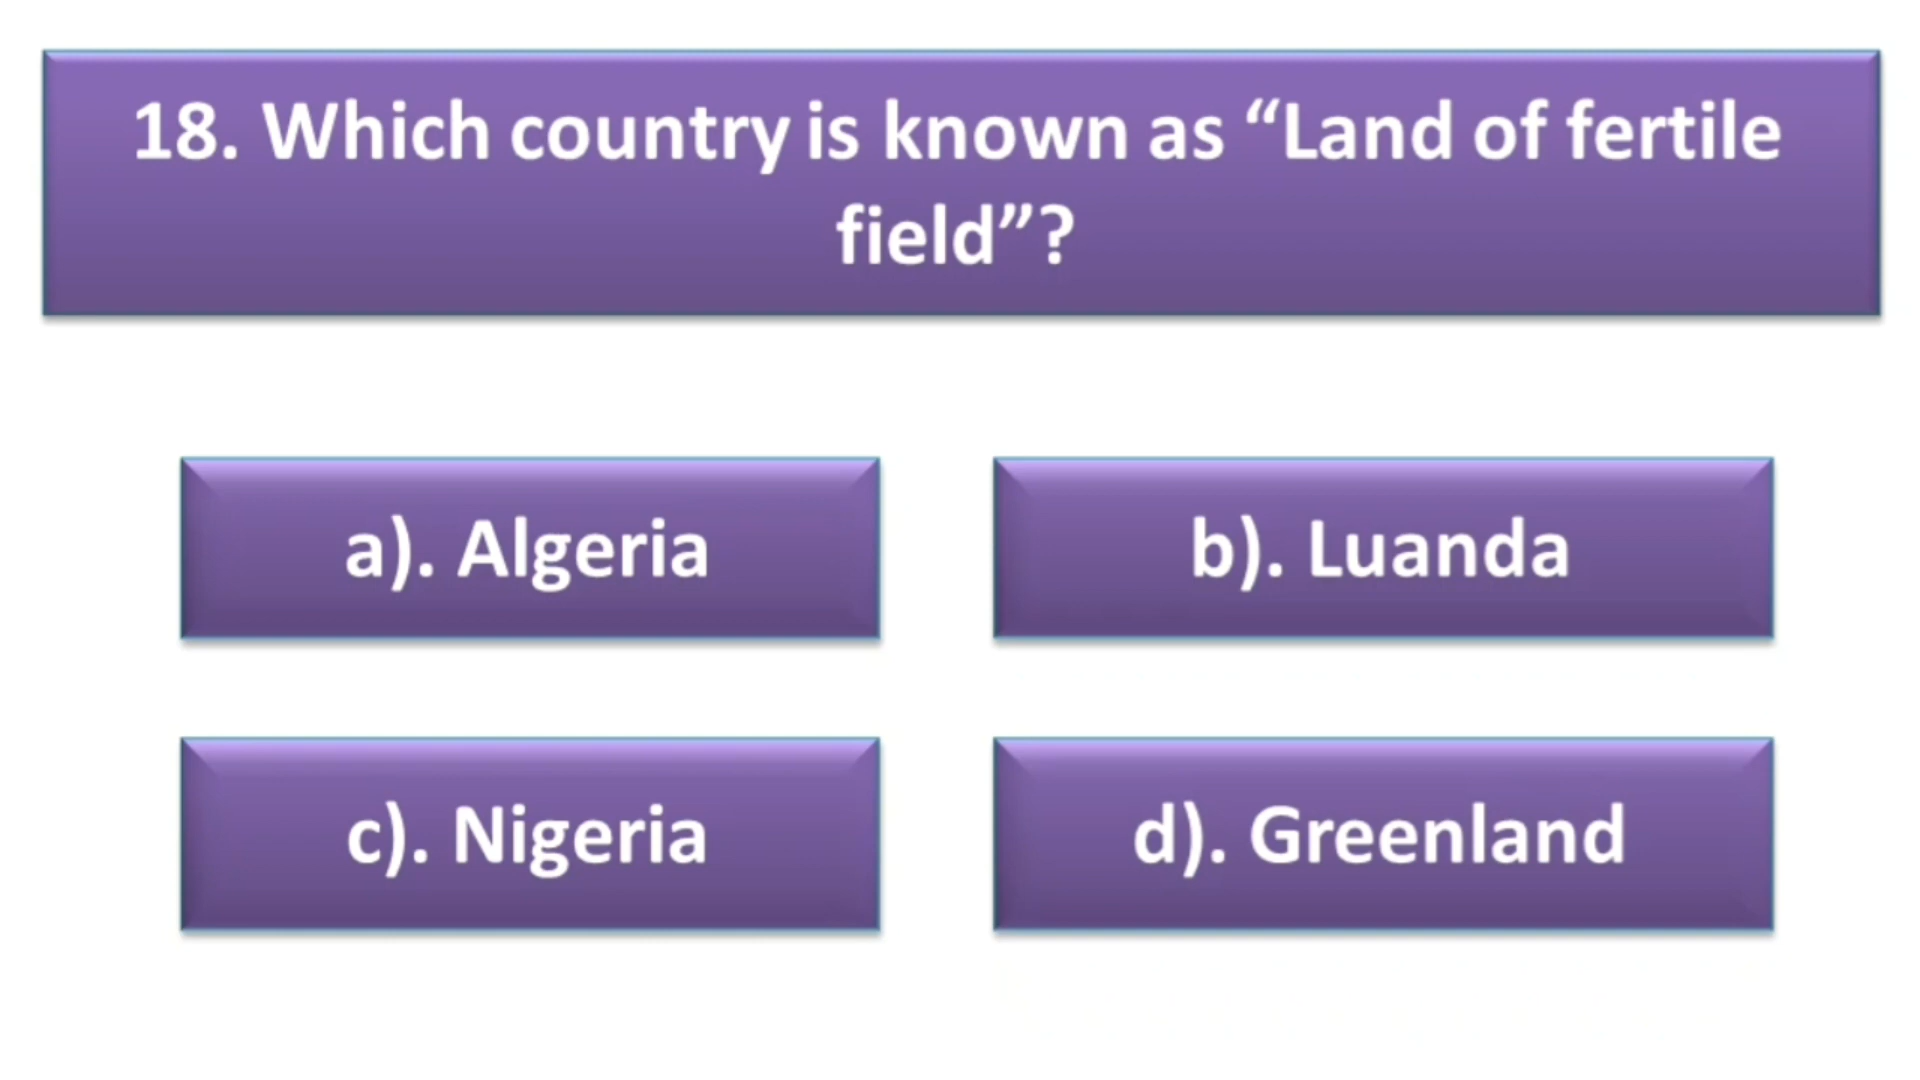 18. Which country is known as “Land of fertile
field”?
a). Algeria
b). Luanda
c). Nigeria
d). Greenland